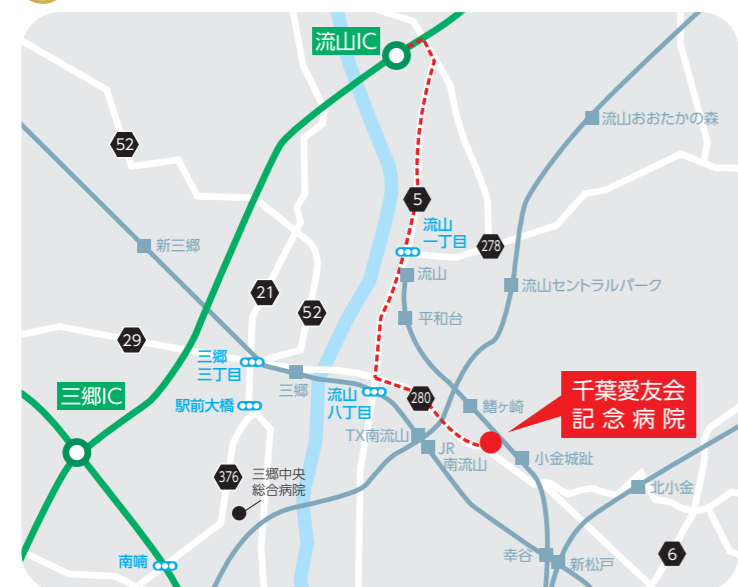 流山IC
流山おおたかの森
52
5
流山
一丁目
278
新三郷
流山
流山セントラルパーク
21
52
平和台
29
三郷
三丁目
三郷
三郷IC
駅前大橋
流山
八丁目
280
鰭ヶ崎
千葉愛友会
記念病院
TX南流山
JR
南流山
小金城趾
376
三郷中央
総合病院
北小金
南喃
幸谷
新松戸
6